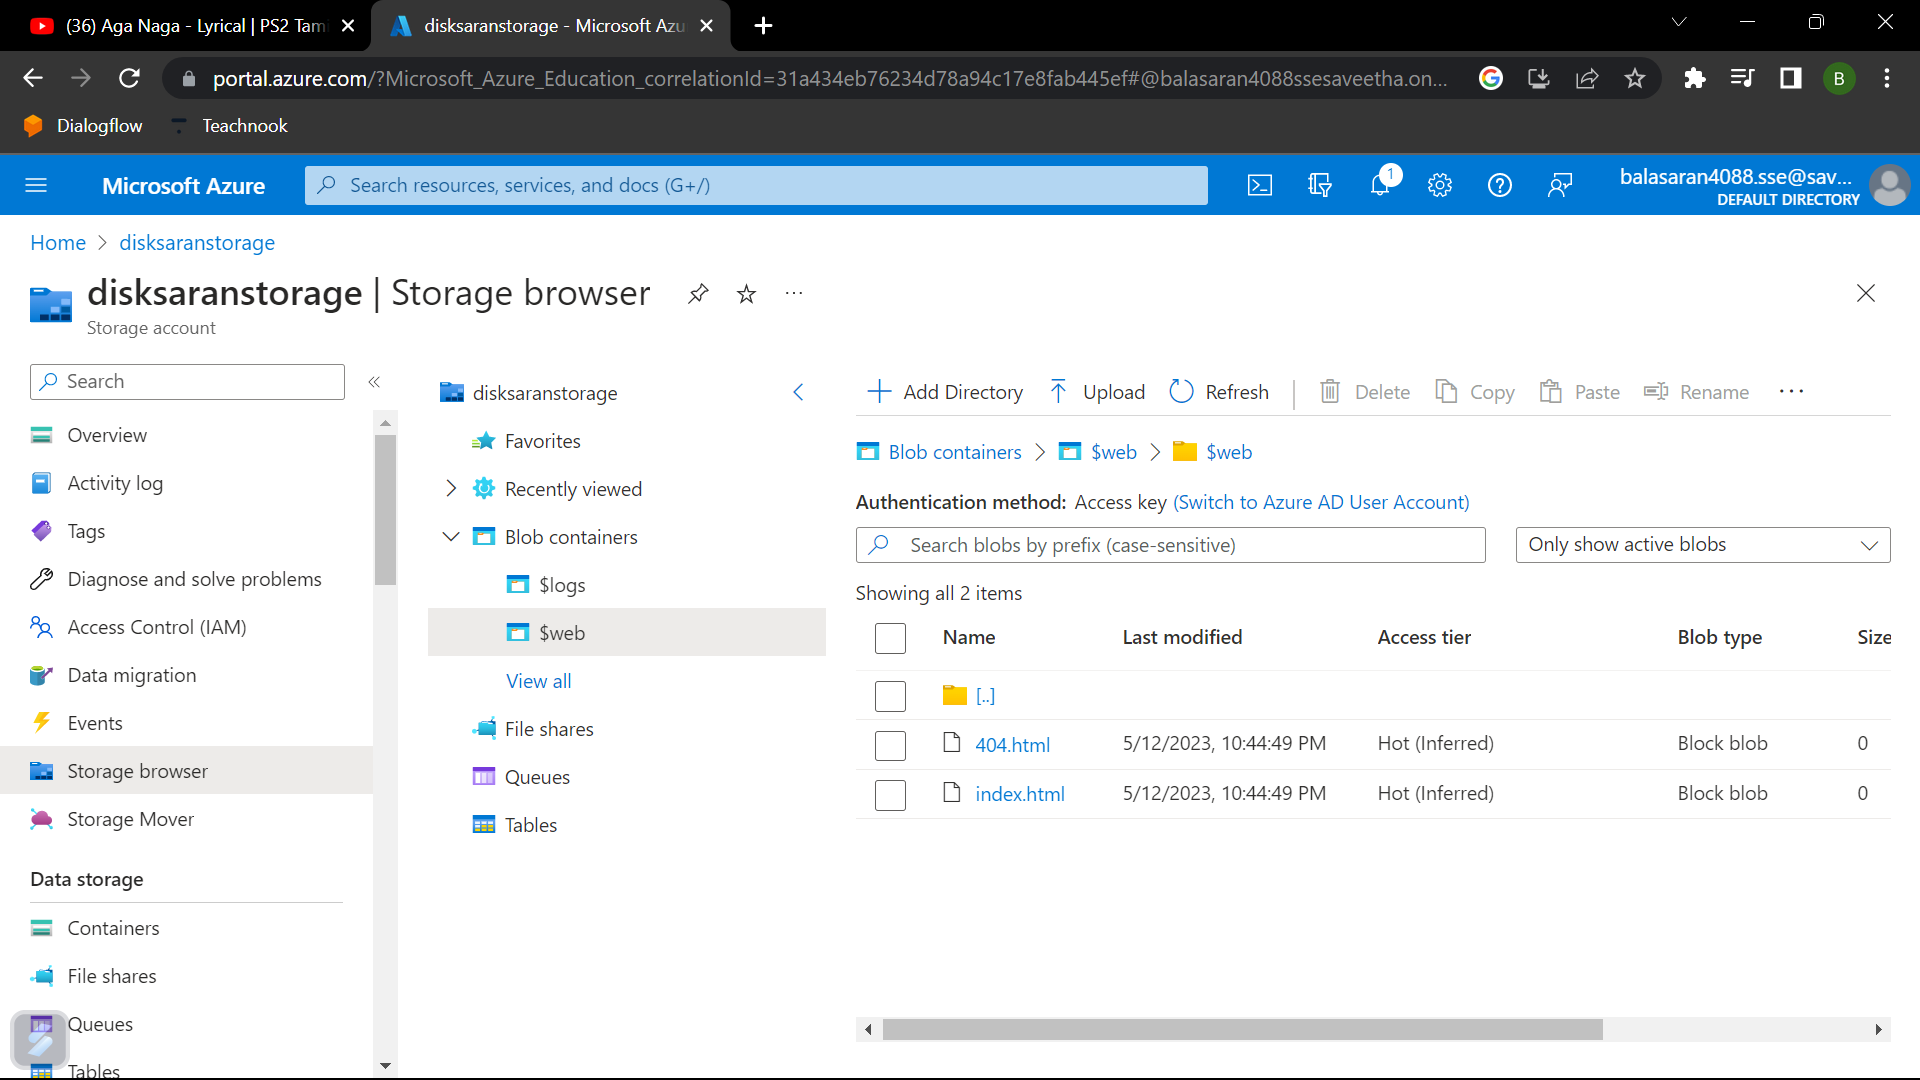 (36) Aga Naga - Lyrical | PS2 Tam
disksaranstorage - Microsoft Azu
portal.azure.com/?Microsoft_Azure_Education_correlationId=31a434eb76234d78a94c17e8fab445ef#@balasaran4088ssesaveetha.on...
B
Dialogflow
Teachnook
Microsoft Azure
Search resources, services, and docs (G+/)
1
balasaran4088.sse@sav...
DEFAULT DIRECTORY
Home > disksaranstorage
disksaranstorage | Storage browser
...
Storage account
Search
Overview
Activity log
Tags
Diagnose and solve problems
Access Control (IAM)
Data migration
Events
Storage browser
Storage Mover
Data storage
Containers
File shares
Queues
Tables
disksaranstorage
Favorites
Recently viewed
Blob containers
$logs
$web
View all
File shares
Queues
Tables
Add Directory Upload Refresh | Delete Copy Paste Rename ...
Blob containers > $web > $web
Authentication method: Access key (Switch to Azure AD User Account)
Search blobs by prefix (case-sensitive)
Only show active blobs
Showing all 2 items
Name Last modified Access tier Blob type Size
[..]
404.html 5/12/2023, 10:44:49 PM Hot (Inferred) Block blob 0
index.html 5/12/2023, 10:44:49 PM Hot (Inferred) Block blob 0